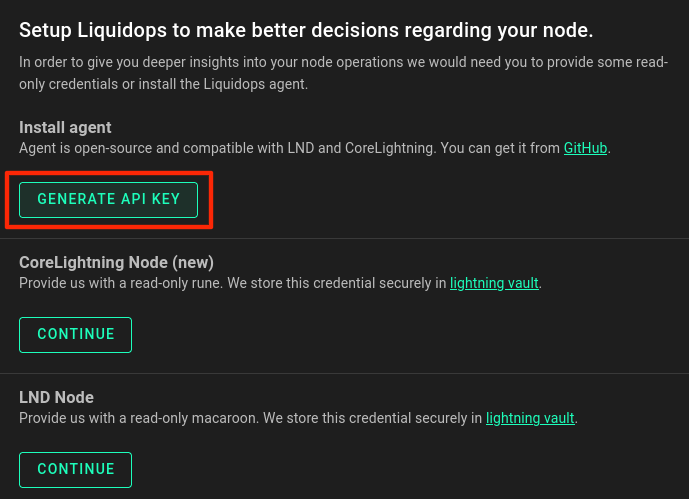 Setup Liquidops to make better decisions regarding your node.
In order to give you deeper insights into your node operations we would need you to provide some read-
only credentials or install the Liquidops agent.
Install agent
Agent is open-source and compatible with LND and CoreLightning. You can get it from GitHub.
GENERATE API KEY
CoreLightning Node (new)
Provide us with a read-only rune. We store this credential securely in lightning vault.
CONTINUE
LND Node
Provide us with a read-only macaroon. We store this credential securely in lightning vault.
CONTINUE